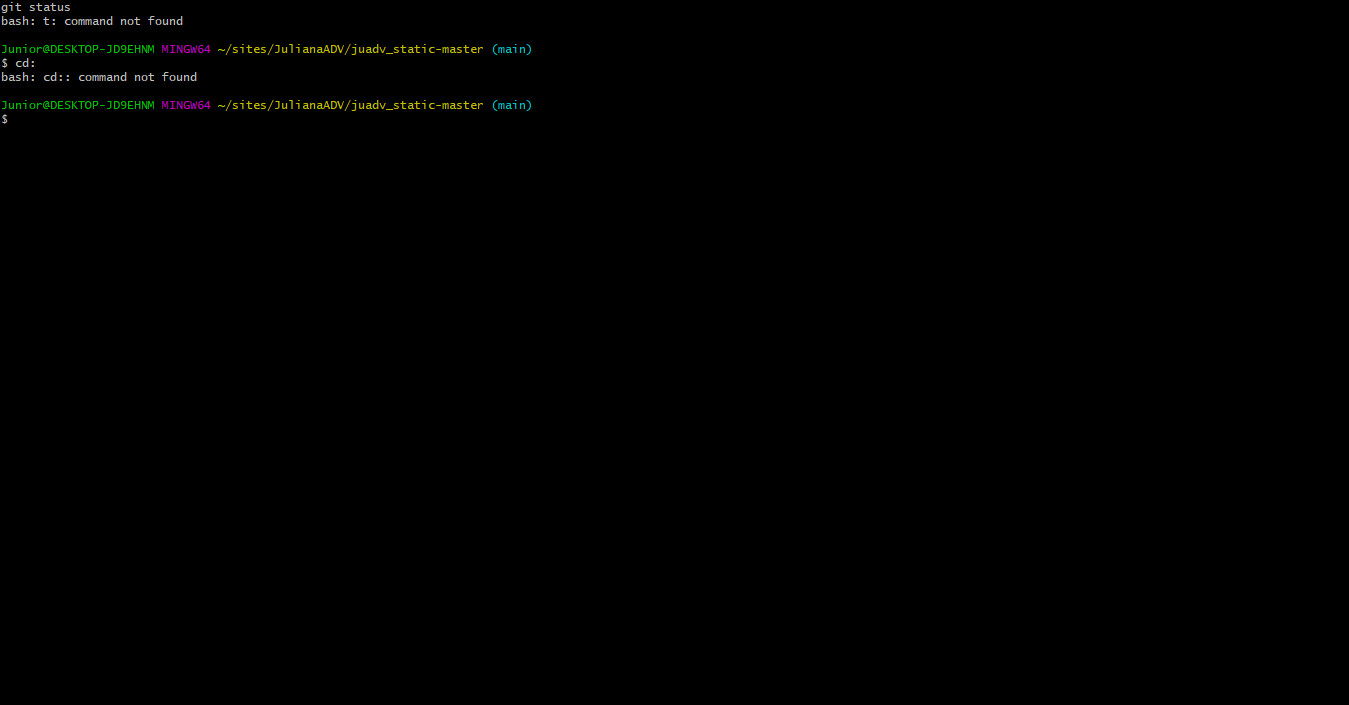 git status
bash: t: command not found
Junior@DESKTOP-JD9EHNM MINGW64 ~/sites/JulianaADV/juadv_static-master (main)
$ cd:
bash: cd:: command not found
Junior@DESKTOP-JD9EHNM MINGW64 ~/sites/JulianaADV/juadv_static-master (main)
$